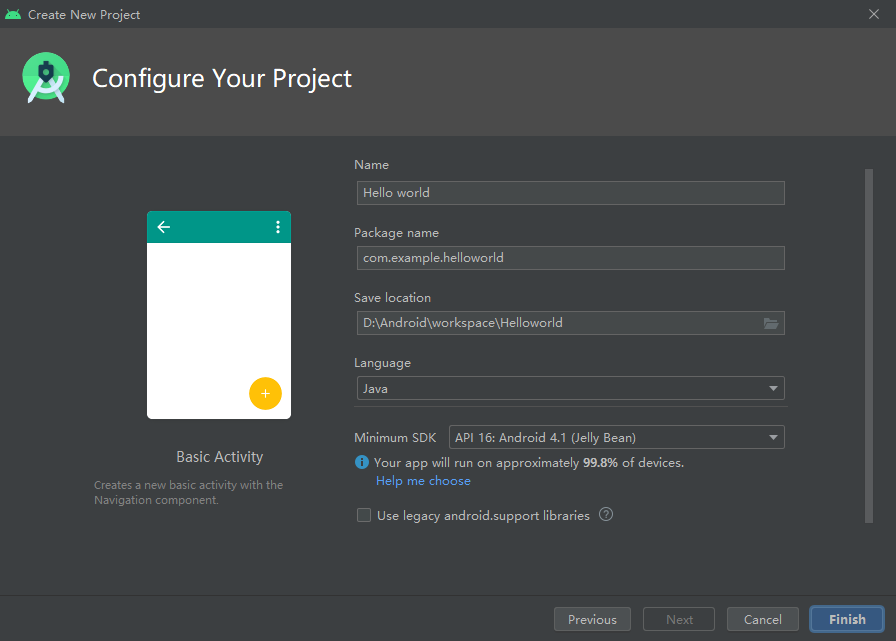 Create New Project
Configure Your Project
Name
Hello world
Package name
com.example.helloworld
Save location
D:\Android\workspace\Helloworld
Language
Java
Minimum SDK
API 16: Android 4.1 (Jelly Bean)
Your app will run on approximately 99.8% of devices.
Help me choose
Use legacy android.support libraries
Basic Activity
Creates a new basic activity with the
Navigation component.
Previous
Next
Cancel
Finish